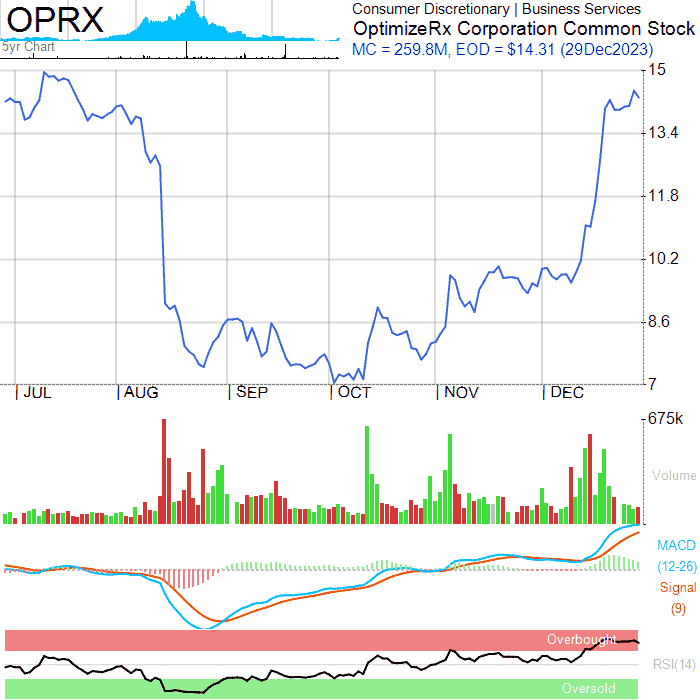 OPRX
5yr Chart
Consumer Discretionary | Business Services
OptimizeRx Corporation Common Stock
MC = 259.8M, EOD = $14.31 (29Dec2023)
15
13.4
11.8
10.2
8.6
7
JUL AUG SEP OCT NOV DEC
675k
Volume
MACD
(12-26)
Signal
(9)
Overbought
RSI(14)
Oversold